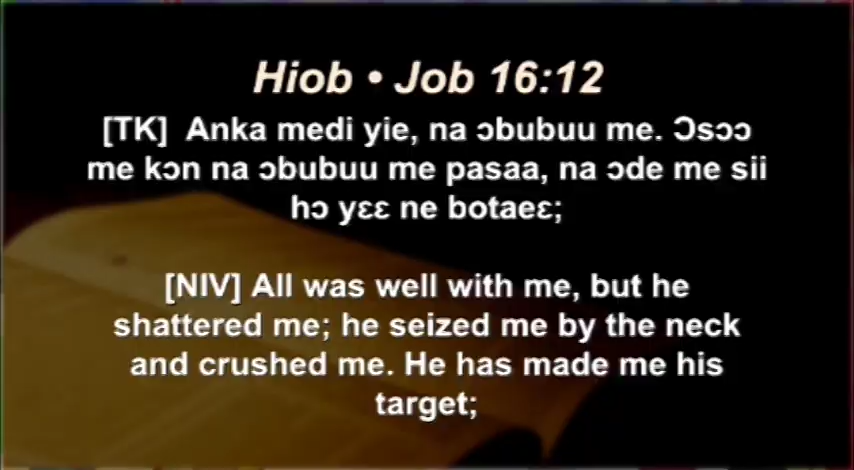 Hiob • Job 16:12
[TK] Anka medi yie, na ɔbubuu me. Ɔsɔɔ
me kɔn na ɔbubuu me pasaa, na ɔde me sii
hɔ yɛɛ ne botaeɛ;
[NIV] All was well with me, but he
shattered me; he seized me by the neck
and crushed me. He has made me his
target;